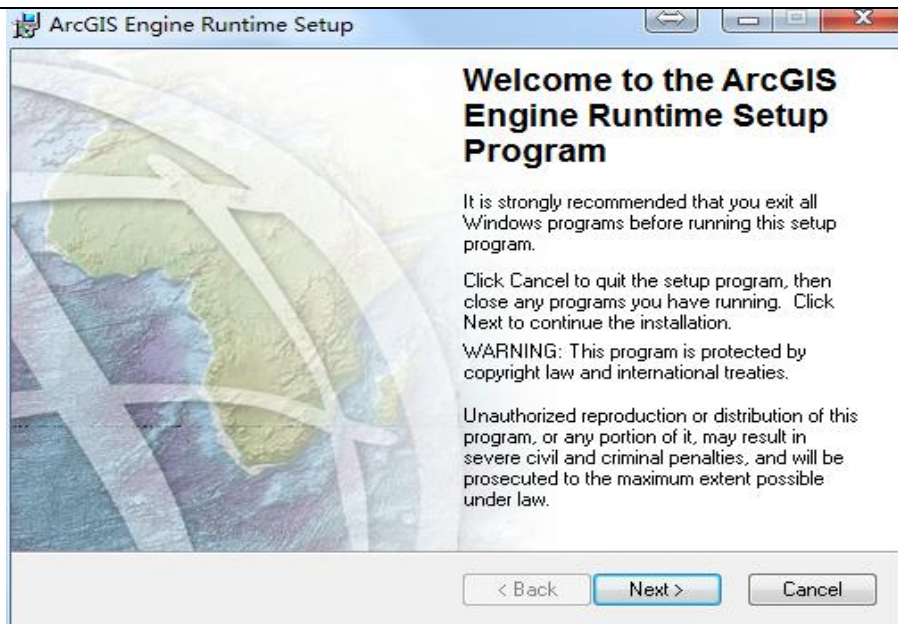 ArcGIS Engine Runtime Setup
Welcome to the ArcGIS
Engine Runtime Setup
Program
It is strongly recommended that you exit all
Windows programs before running this setup
program.
Click Cancel to quit the setup program, then
close any programs you have running.  Click
Next to continue the installation.
WARNING: This program is protected by
copyright law and international treaties.
Unauthorized reproduction or distribution of this
program, or any portion of it, may result in
severe civil and criminal penalties, and will be
prosecuted to the maximum extent possible
under law.
< Back Next > Cancel